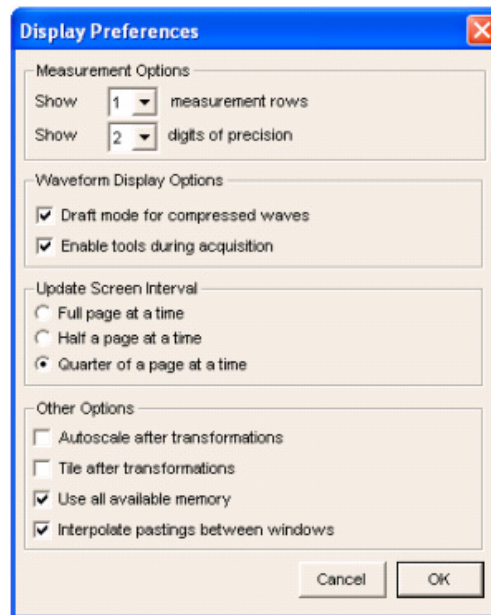 Display Preferences
Measurement Options
Show 1 measurement rows
Show 2 digits of precision
Waveform Display Options
Draft mode for compressed waves
Enable tools during acquisition
Update Screen Interval
Full page at a time
Half a page at a time
Quarter of a page at a time
Other Options
Autoscale after transformations
Tile after transformations
Use all available memory
Interpolate pastings between windows
Cancel OK